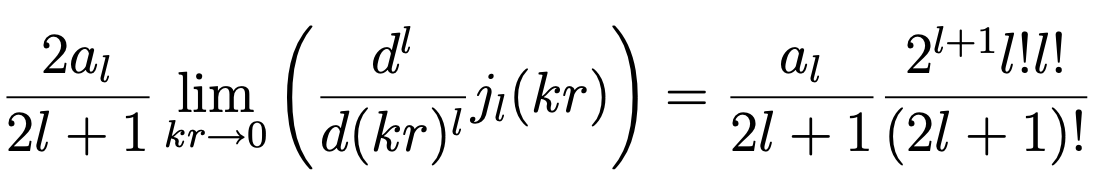 \frac{2a_l}{2l+1} \lim_{kr \to 0} \left( \frac{d^l}{d(kr)^l} j_l(kr) \right) = \frac{a_l}{2l+1} \frac{2^{l+1} l! l!}{(2l+1)!}